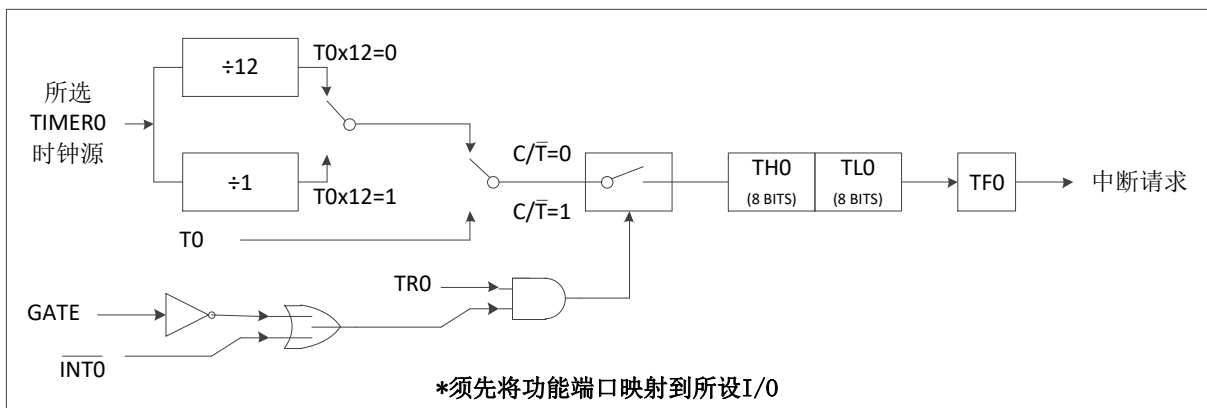 ÷12
T0x12=0
所选
TIMER0
时钟源
÷1
T0x12=1
T0
C/T̅=0
C/T̅=1
TH0
(8 BITS)
TL0
(8 BITS)
TF0
中断请求
TR0
GATE
I̅N̅T̅0̅
*须先将功能端口映射到所设I/O